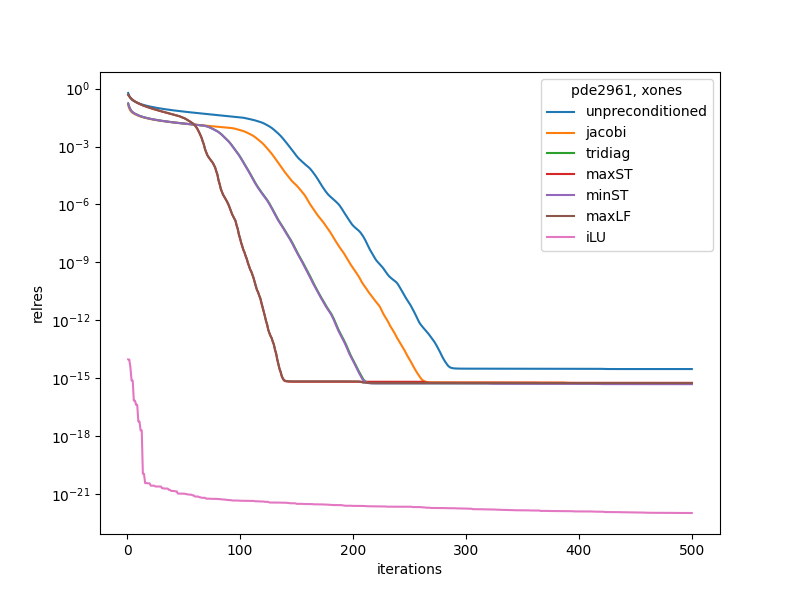 pde2961, xones
unpreconditioned
jacobi
tridiag
maxST
minST
maxLF
iLU
10^0
10^-3
10^-6
10^-9
10^-12
10^-15
10^-18
10^-21
relres
0 100 200 300 400 500
iterations